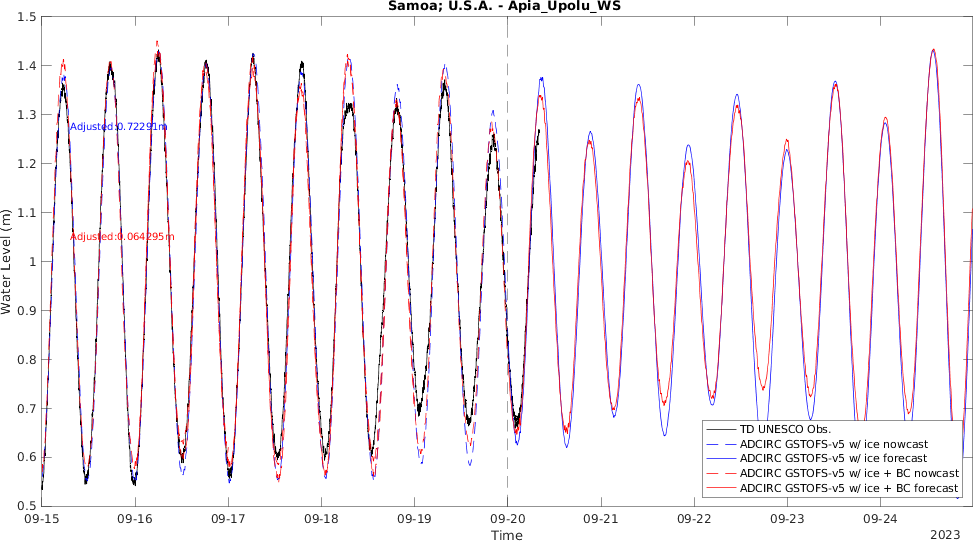 Samoa; U.S.A. - Apia_Upolu_WS
1.5
1.4
1.3
1.2
1.1
1
0.9
0.8
0.7
0.6
0.5
Water Level (m)
Adjusted:0.72291m
Adjusted:0.064295m
TD UNESCO Obs.
ADCIRC GSTOFS-v5 w/ ice nowcast
ADCIRC GSTOFS-v5 w/ ice forecast
ADCIRC GSTOFS-v5 w/ ice + BC nowcast
ADCIRC GSTOFS-v5 w/ ice + BC forecast
09-15 09-16 09-17 09-18 09-19 09-20 09-21 09-22 09-23 09-24
Time
2023